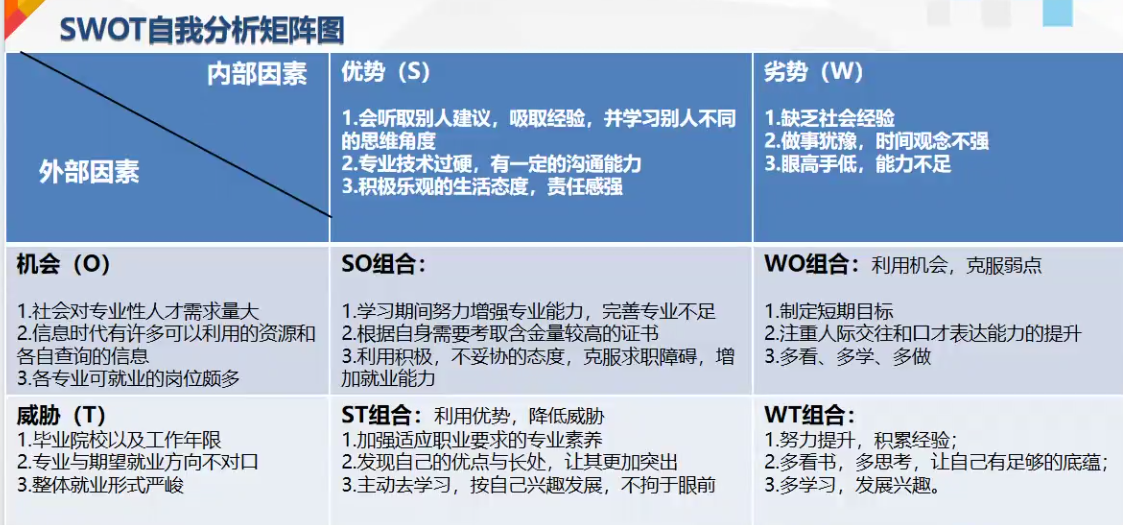 SWOT自我分析矩阵图
内部因素
外部因素
优势（S）
1.会听取别人建议，吸取经验，并学习别人不同
的思维角度
2.专业技术过硬，有一定的沟通能力
3.积极乐观的生活态度，责任感强
劣势（W）
1.缺乏社会经验
2.做事犹豫，时间观念不强
3.眼高手低，能力不足
机会（O）
1.社会对专业性人才需求量大
2.信息时代有许多可以利用的资源和
各自查询的信息
3.各专业可就业的岗位颇多
SO组合：
1.学习期间努力增强专业能力，完善专业不足
2.根据自身需要考取含金量较高的证书
3.利用积极，不妥协的态度，克服求职障碍，增
加就业能力
WO组合：利用机会，克服弱点
1.制定短期目标
2.注重人际交往和口才表达能力的提升
3.多看、多学、多做
威胁（T）
1.毕业院校以及工作年限
2.专业与期望就业方向不对口
3.整体就业形式严峻
ST组合：利用优势，降低威胁
1.加强适应职业要求的专业素养
2.发现自己的优点与长处，让其更加突出
3.主动去学习，按自己兴趣发展，不拘于眼前
WT组合：
1.努力提升，积累经验；
2.多看书，多思考，让自己有足够的底蕴；
3.多学习，发展兴趣。